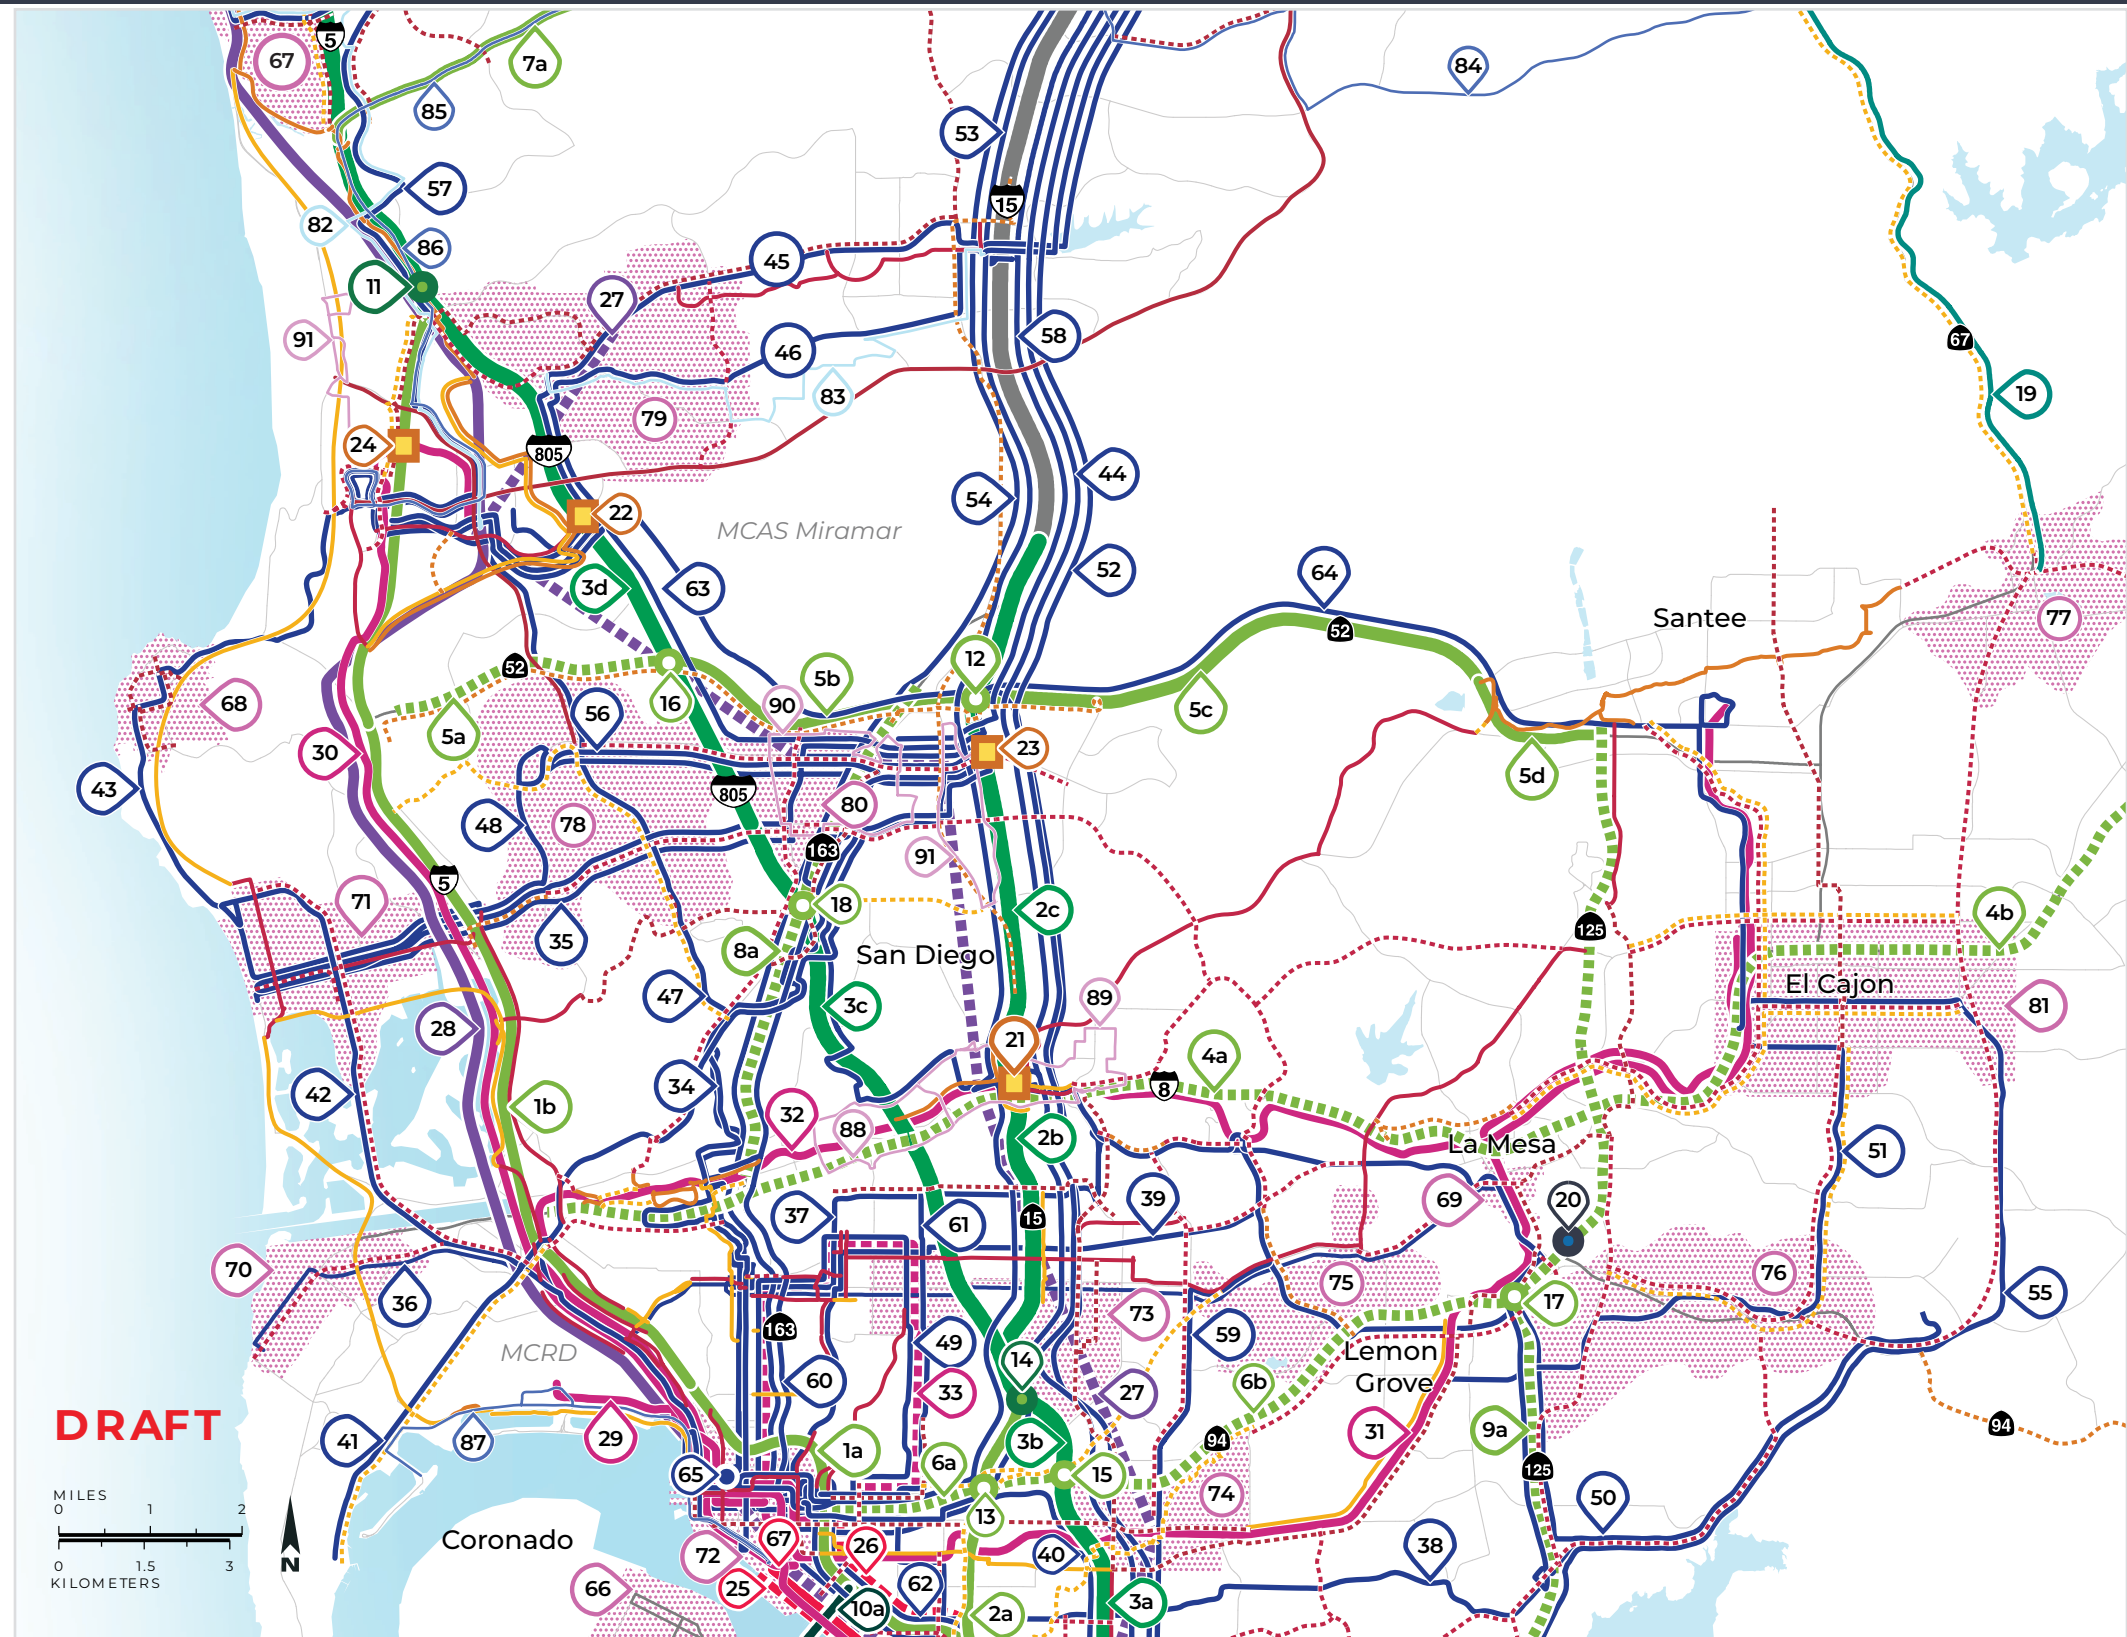 5
67
7a
84
85
53
57
15
82
86
45
11
27
91
46
58
67
83
19
79
24
805
44
54
22
MCAS Miramar
52
64
3d
63
Santee
77
52
12
52
5b
16
68
90
5c
56
5a
30
23
5d
43
805
80
48
78
163
91
5
71
18
2c
4b
125
35
8a
San Diego
El Cajon
47
89
3c
81
28
21
4a
34
8
42
1b
32
88
2b
La Mesa
51
39
69
20
37
61
15
70
76
75
36
55
17
73
163
59
49
MCRD
Lemon
Grove
14
60
33
27
6b
DRAFT
94
94
31
9a
41
87
29
3b
1a
6a
125
65
15
74
50
MILES
0 1 2
13
Coronado
67
26
38
72
40
0 1.5 3
KILOMETERS
N
66
25
62
10a
3a
2a